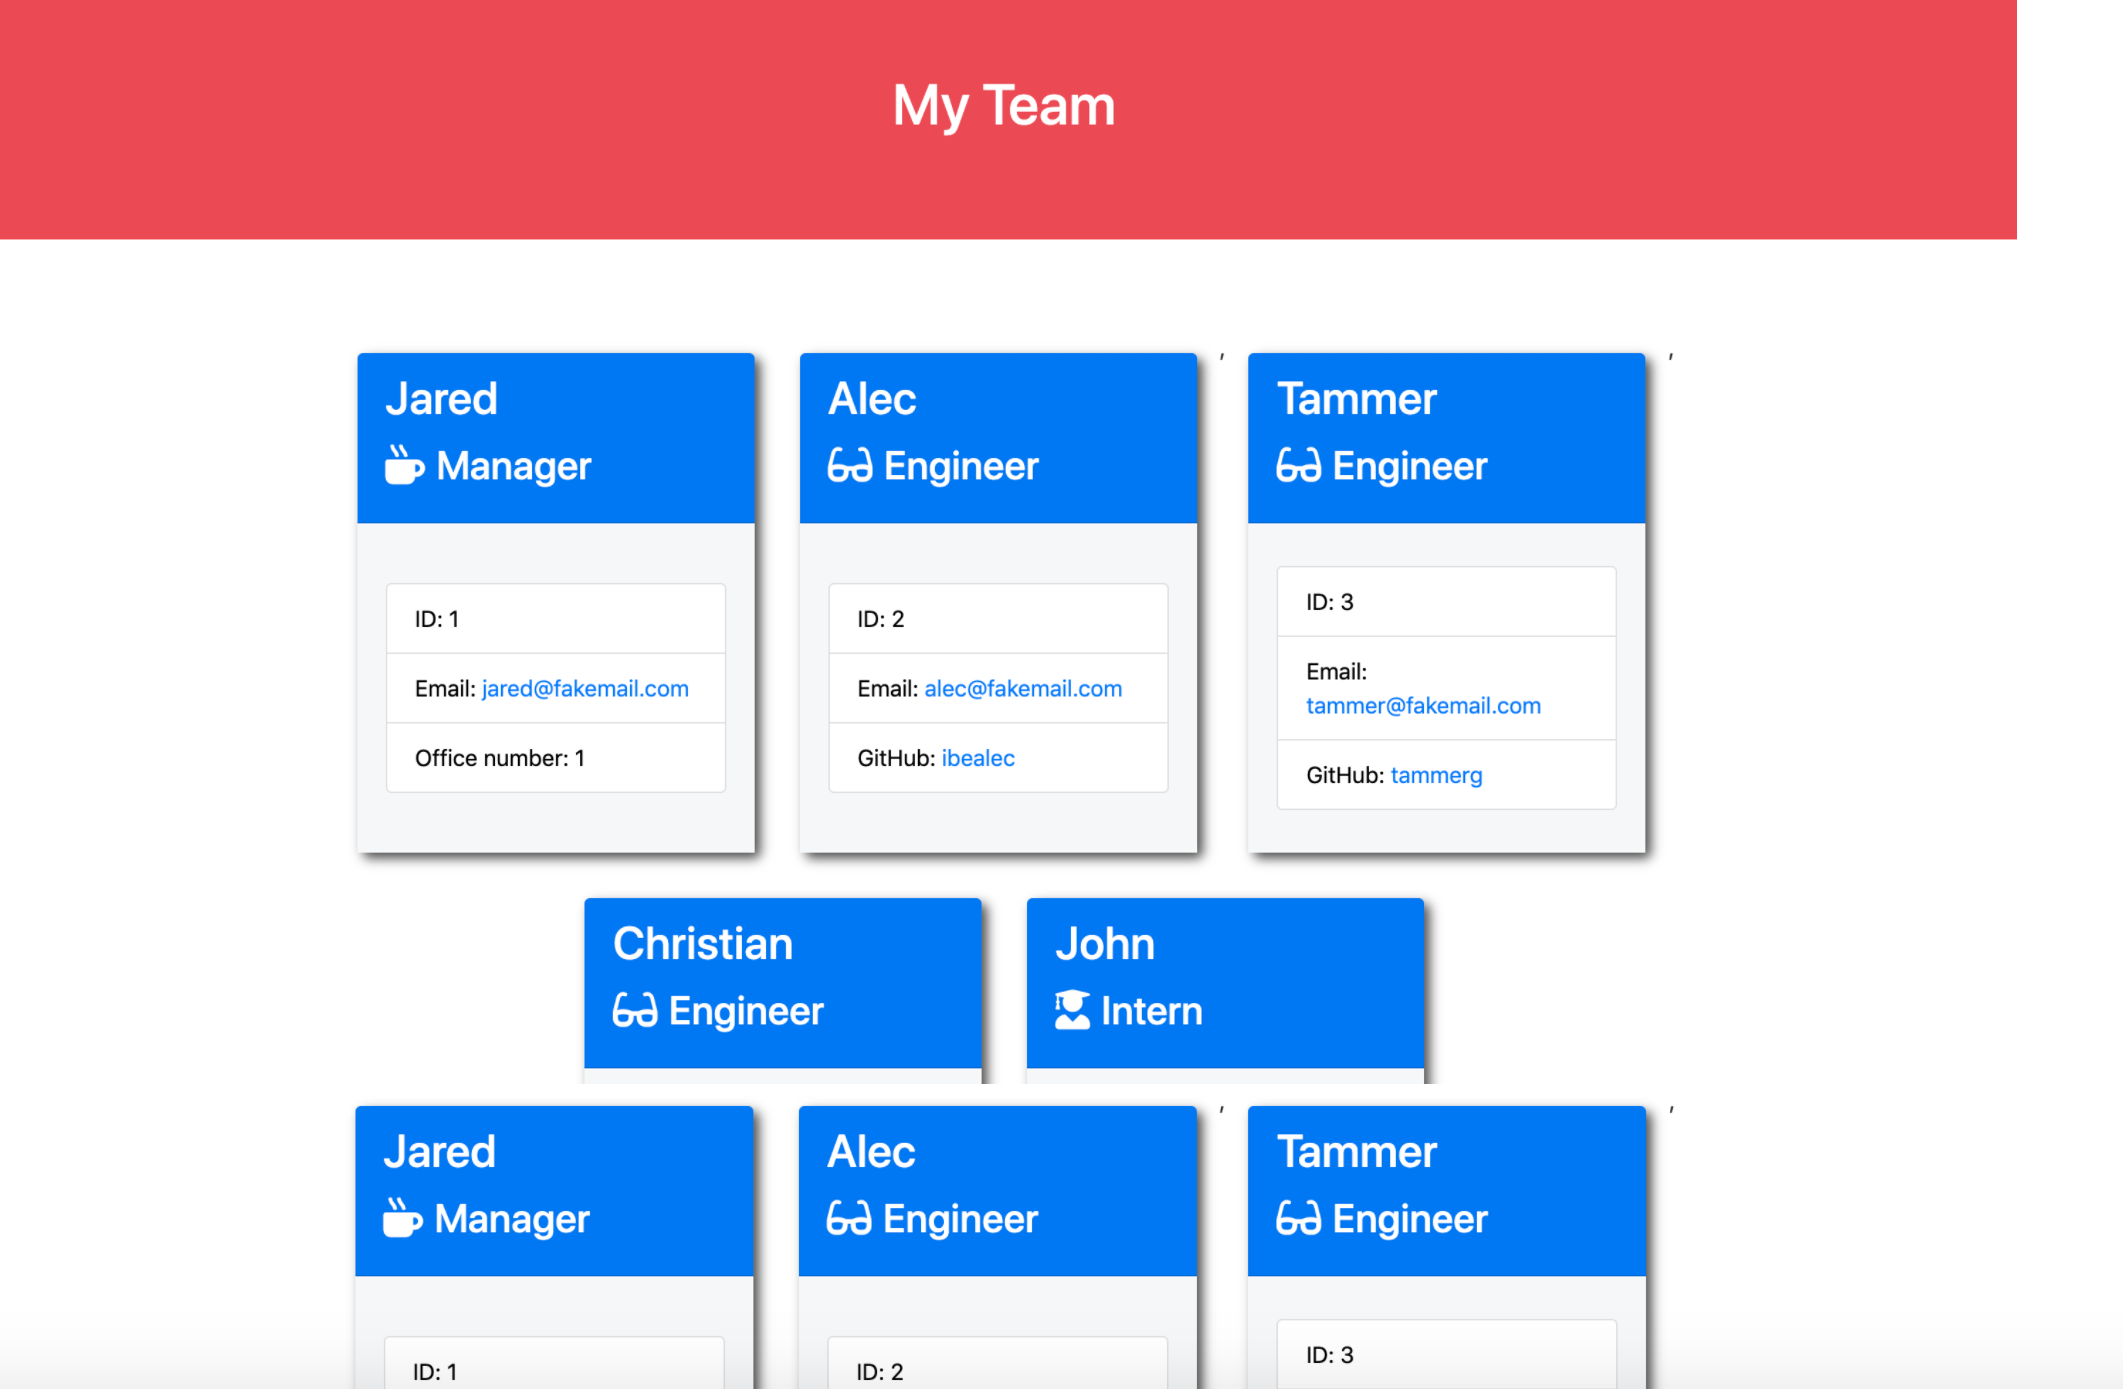 My Team
Jared
Manager
ID: 1
Email: jared@fakemail.com
Office number: 1
Alec
Engineer
ID: 2
Email: alec@fakemail.com
GitHub: ibealec
,
Tammer
Engineer
ID: 3
Email:
tammer@fakemail.com
GitHub: tammerg
,
Christian
Engineer
John
Intern
Jared
Manager
ID: 1
Alec
Engineer
ID: 2
,
Tammer
Engineer
ID: 3
,